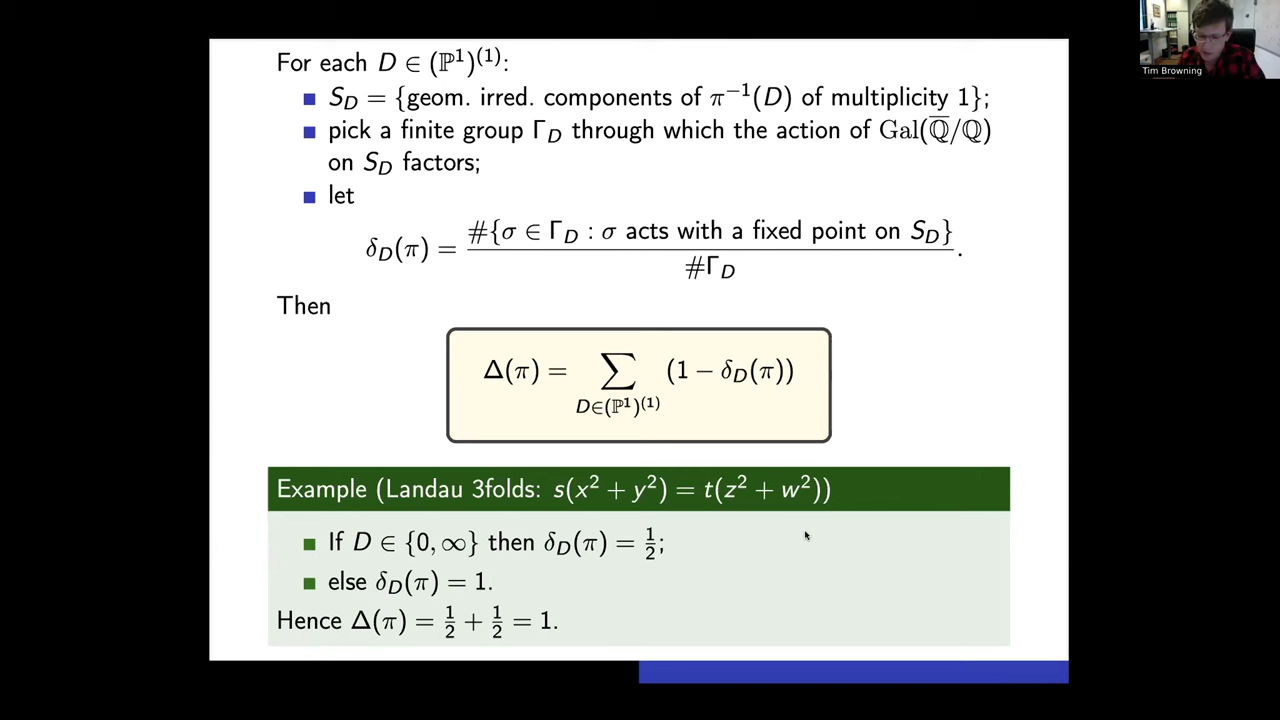 For each D ∈ (ℙ¹)⁽¹⁾:
S_D = {geom. irred. components of π⁻¹(D) of multiplicity 1};
pick a finite group Γ_D through which the action of Gal(ℚ̅/ℚ)
on S_D factors;
let
δ_D(π) = #{σ ∈ Γ_D : σ acts with a fixed point on S_D} / #Γ_D .
Then
Δ(π) = ∑_{D∈(ℙ¹)⁽¹⁾} (1 − δ_D(π))
Example (Landau 3folds: s(x² + y²) = t(z² + w²))
If D ∈ {0, ∞} then δ_D(π) = 1/2;
else δ_D(π) = 1.
Hence Δ(π) = 1/2 + 1/2 = 1.
Tim Browning